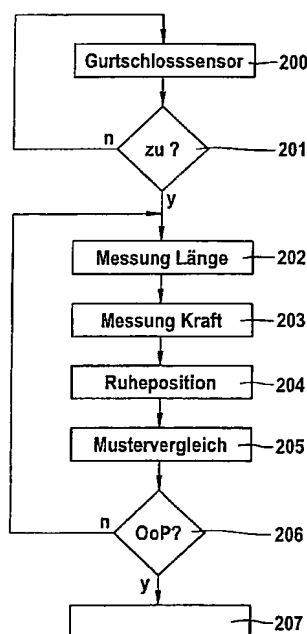 Gurtschlosssensor 200
zu ? 201
n
y
Messung Länge 202
Messung Kraft 203
Ruheposition 204
Mustervergleich 205
n
OoP? 206
y
207